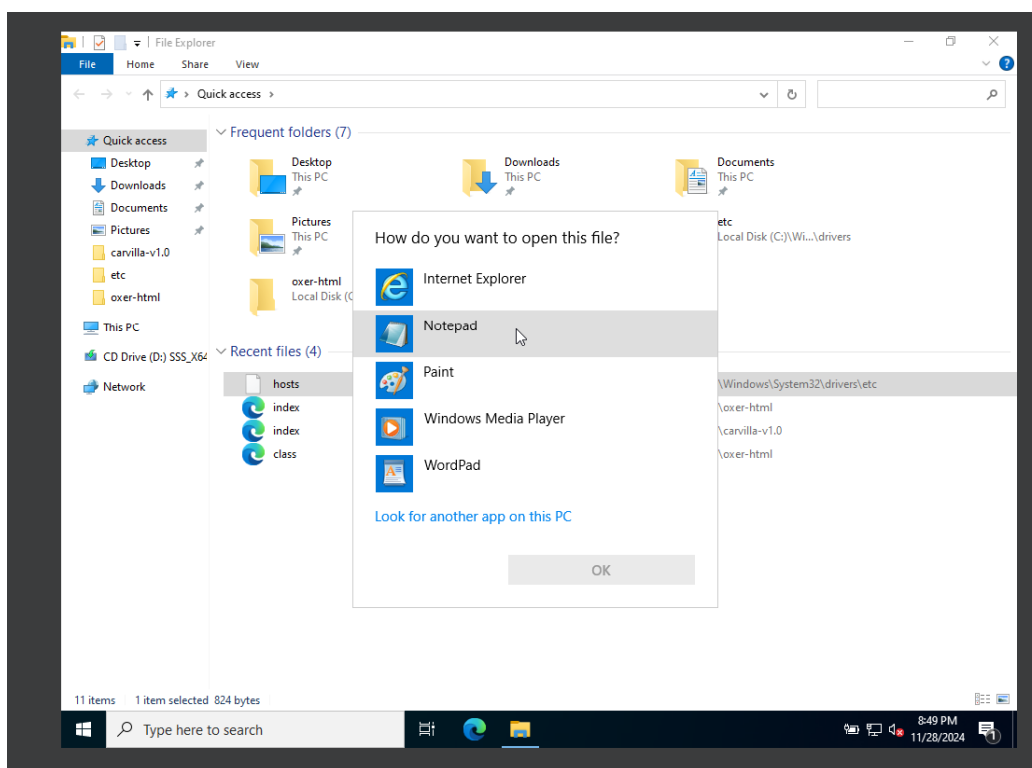 File Explorer
File Home Share View
Quick access
Quick access
Desktop
Downloads
Documents
Pictures
carvilla-v1.0
etc
oxer-html
This PC
CD Drive (D:) SSS_X64
Network
Frequent folders (7)
Desktop
This PC
Downloads
This PC
Documents
This PC
Pictures
This PC
etc
Local Disk (C:)\Wi...\drivers
oxer-html
Local Disk (C
Recent files (4)
hosts
\Windows\System32\drivers\etc
index
\oxer-html
index
\carvilla-v1.0
class
\oxer-html
How do you want to open this file?
Internet Explorer
Notepad
Paint
Windows Media Player
WordPad
Look for another app on this PC
OK
11 items 1 item selected 824 bytes
Type here to search
8:49 PM
11/28/2024
1